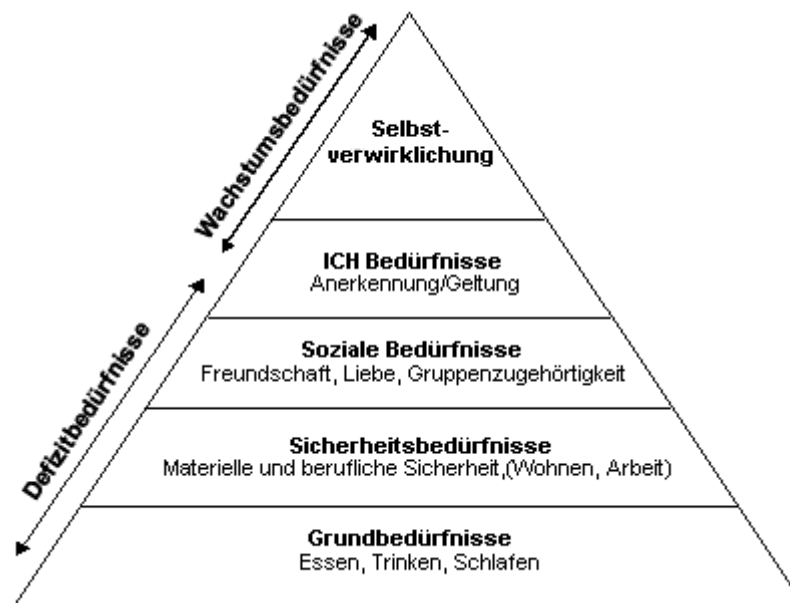 Wachstumsbedürfnisse
Defizitbedürfnisse
Selbst-
verwirklichung
ICH Bedürfnisse
Anerkennung/Geltung
Soziale Bedürfnisse
Freundschaft, Liebe, Gruppenzugehörtigkeit
Sicherheitsbedürfnisse
Materielle und berufliche Sicherheit,(Wohnen, Arbeit)
Grundbedürfnisse
Essen, Trinken, Schlafen